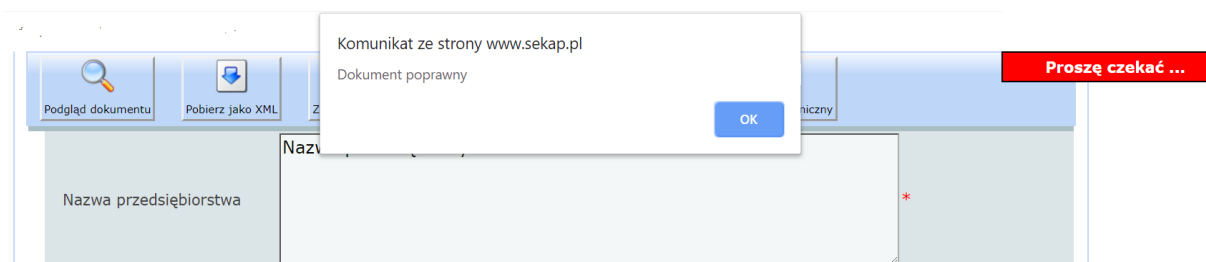 Komunikat ze strony www.sekap.pl
Dokument poprawny
OK
Proszę czekać ...
Podgląd dokumentu
Pobierz jako XML
Nazwa przedsiębiorstwa
*